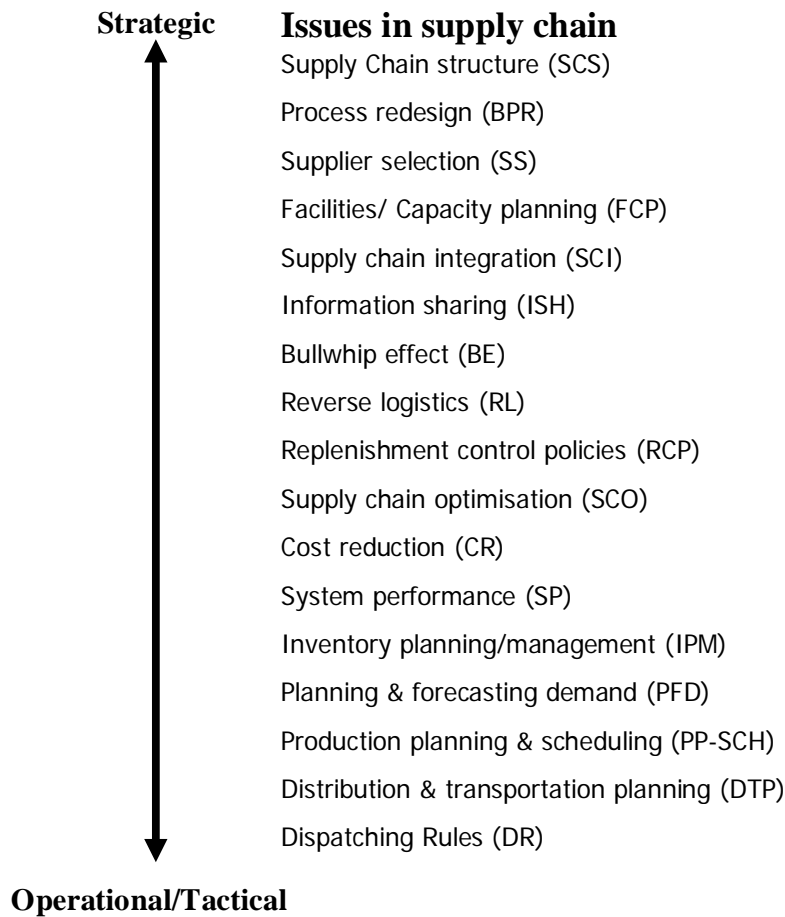 Strategic
Issues in supply chain
Supply Chain structure (SCS)
Process redesign (BPR)
Supplier selection (SS)
Facilities/ Capacity planning (FCP)
Supply chain integration (SCI)
Information sharing (ISH)
Bullwhip effect (BE)
Reverse logistics (RL)
Replenishment control policies (RCP)
Supply chain optimisation (SCO)
Cost reduction (CR)
System performance (SP)
Inventory planning/management (IPM)
Planning & forecasting demand (PFD)
Production planning & scheduling (PP-SCH)
Distribution & transportation planning (DTP)
Dispatching Rules (DR)
Operational/Tactical